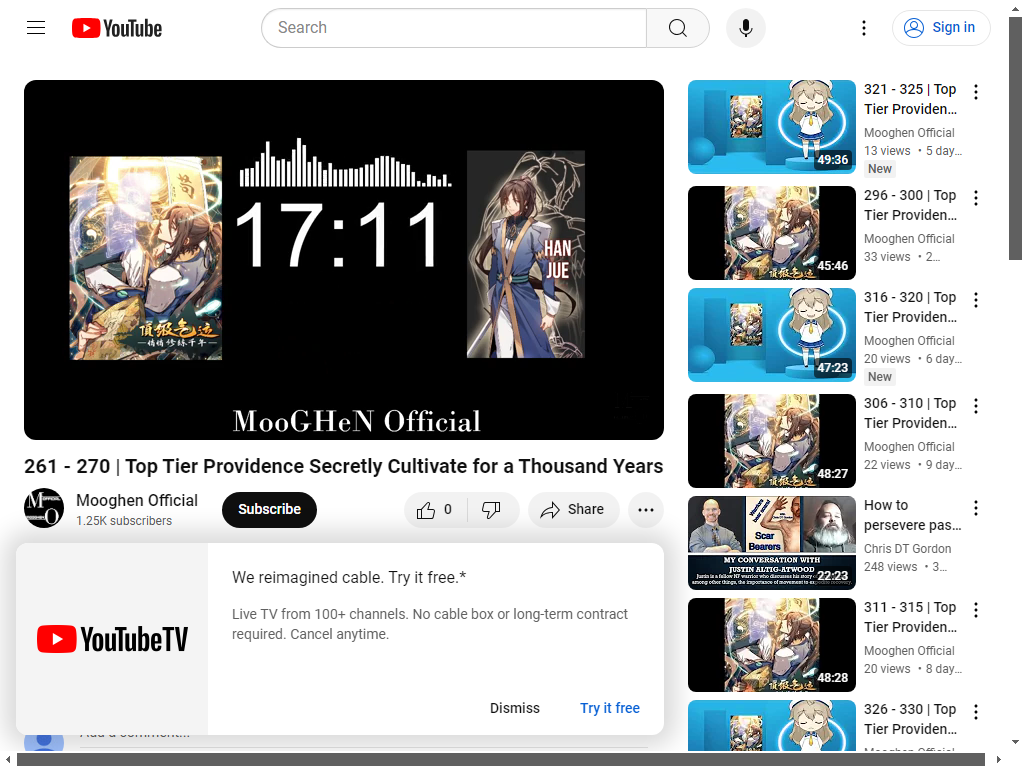 YouTube
Search
Sign in
17:11
HAN
JUE
頂級气运
悄悄修练千年
MooGHeN Official
261 - 270 | Top Tier Providence Secretly Cultivate for a Thousand Years
Mooghen Official
1.25K subscribers
Subscribe
0
Share
YouTubeTV
We reimagined cable. Try it free.*
Live TV from 100+ channels. No cable box or long-term contract
required. Cancel anytime.
Dismiss
Try it free
321 - 325 | Top
Tier Providen...
Mooghen Official
13 views • 5 day...
New
49:36
296 - 300 | Top
Tier Providen...
Mooghen Official
33 views • 2...
45:46
316 - 320 | Top
Tier Providen...
Mooghen Official
20 views • 6 day...
New
47:23
306 - 310 | Top
Tier Providen...
Mooghen Official
22 views • 9 day...
48:27
Scar
Bearers
MY CONVERSATION WITH
JUSTIN ALTIG-ATWOOD
22:23
How to
persevere pas...
Chris DT Gordon
248 views • 3...
311 - 315 | Top
Tier Providen...
Mooghen Official
20 views • 8 day...
48:28
326 - 330 | Top
Tier Providen...